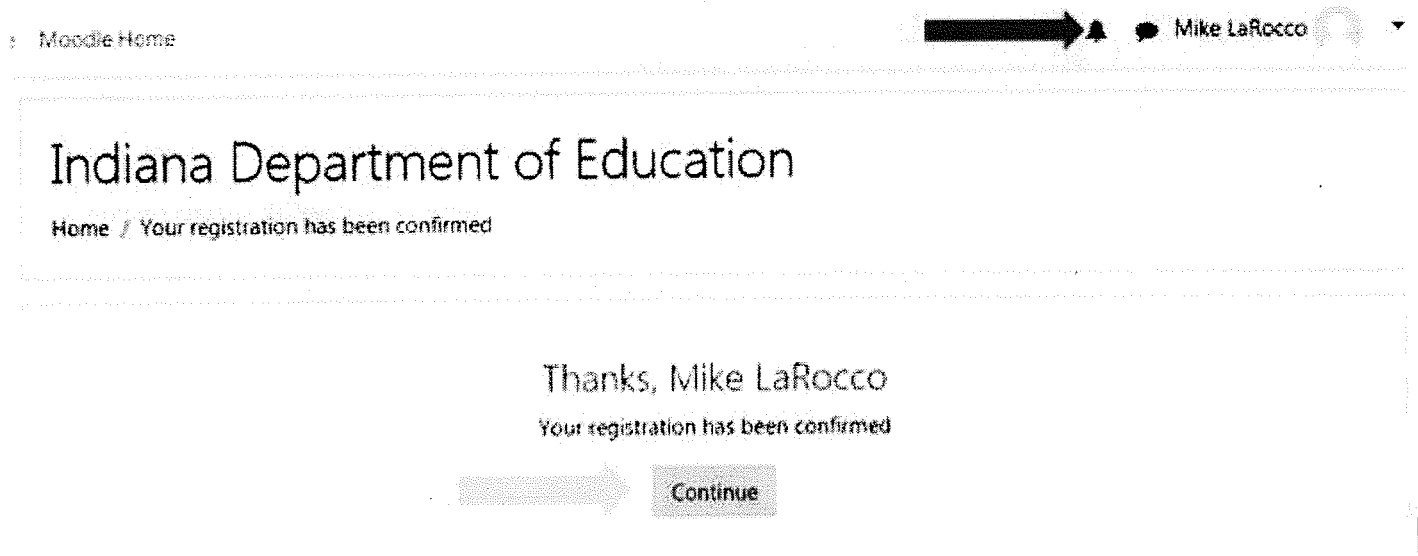 Moodle Home
Mike LaRocco
Indiana Department of Education
Home / Your registration has been confirmed
Thanks, Mike LaRocco
Your registration has been confirmed
Continue